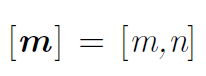 [m] = [m,n]